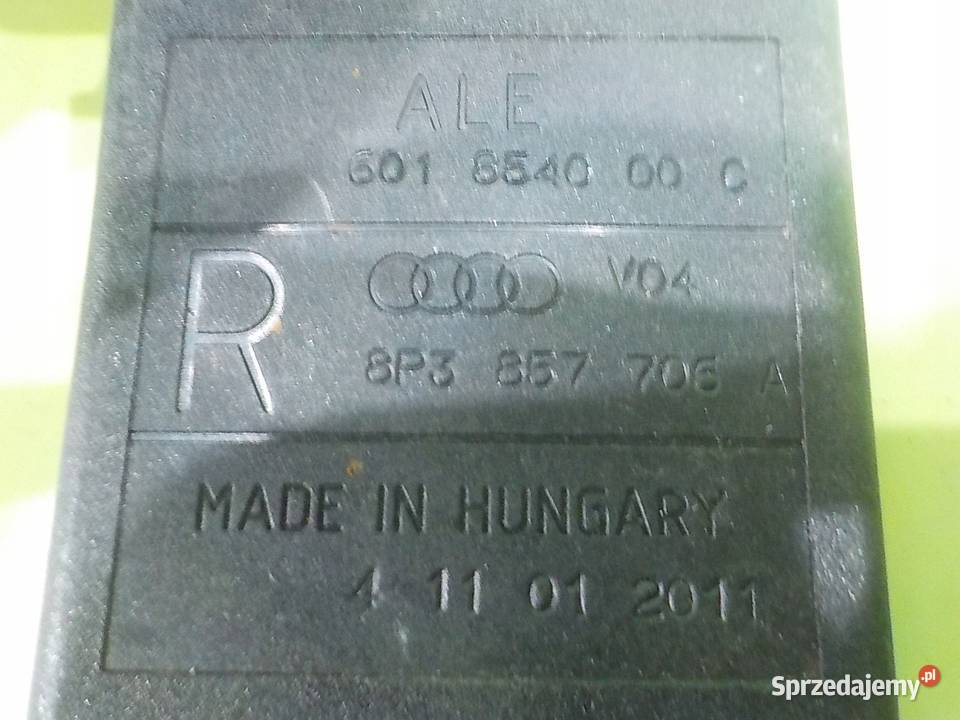 ALE
601 8540 00 C
R
V04
8P3 857 706 A
MADE IN HUNGARY
4 11 01 2011
Sprzedajemy.pl